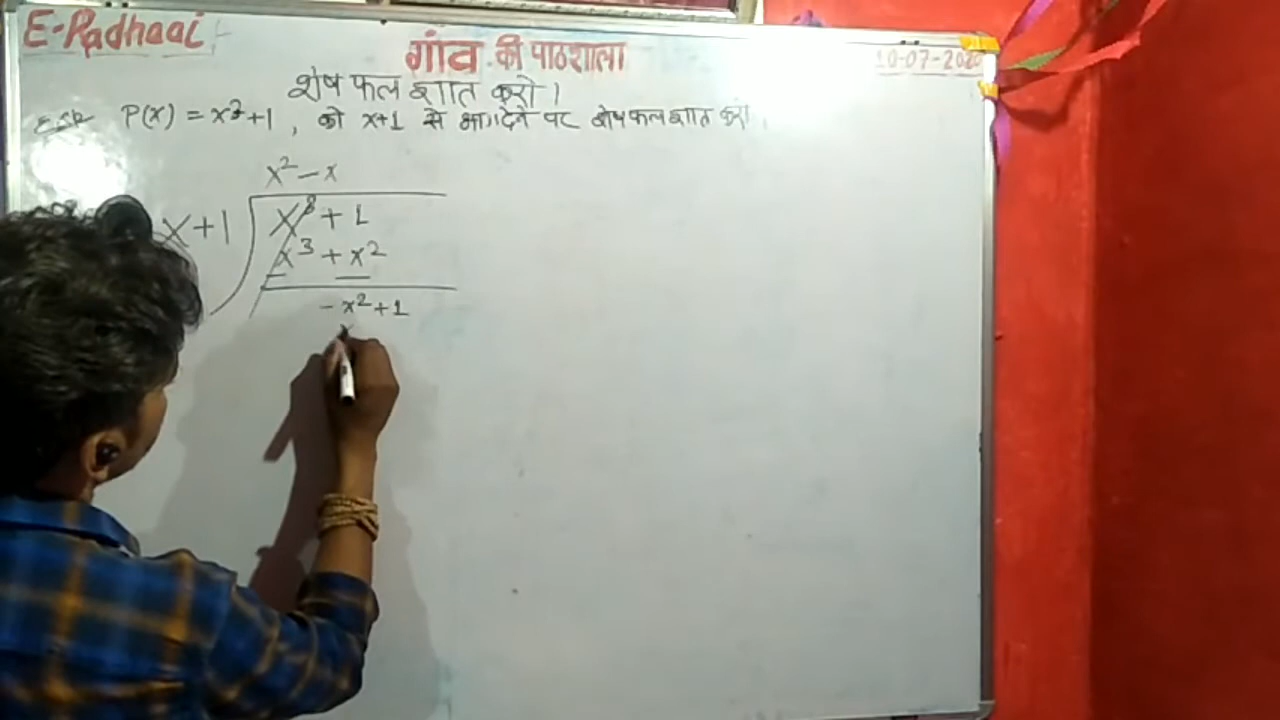 E-Padhaai
गांव की पाठशाला
10-07-2020
शेषफल ज्ञात करो।
P(x) = x³+1, को x+1 से भाग देने पर शेषफल ज्ञात करो।
x² - x
x+1 x³ + 1
x³ + x²
- -
- x² + 1